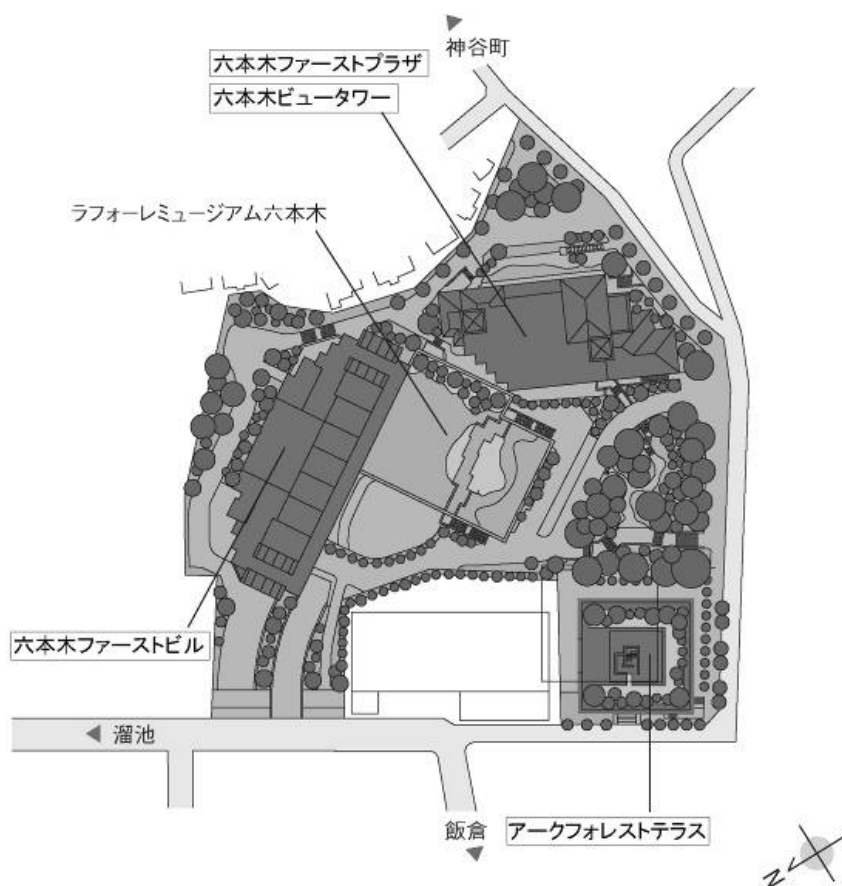 神谷町
六本木ファーストプラザ
六本木ビュータワー
ラフォーレミュージアム六本木
六本木ファーストビル
溜池
飯倉
アークフォレストテラス
N